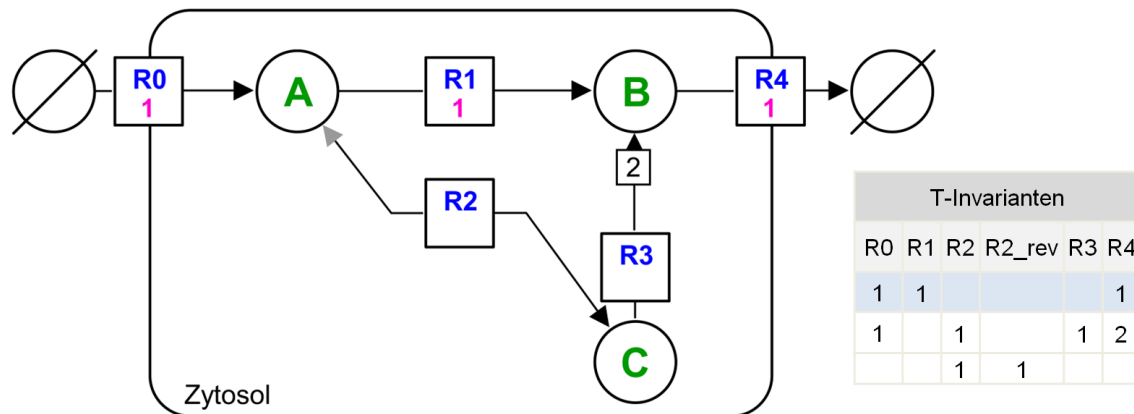 R0
1
A
R1
1
B
R4
1
R2
2
R3
C
Zytosol
T-Invarianten
R0 R1 R2 R2_rev R3 R4
1 1 1
1 1 1 2
1 1